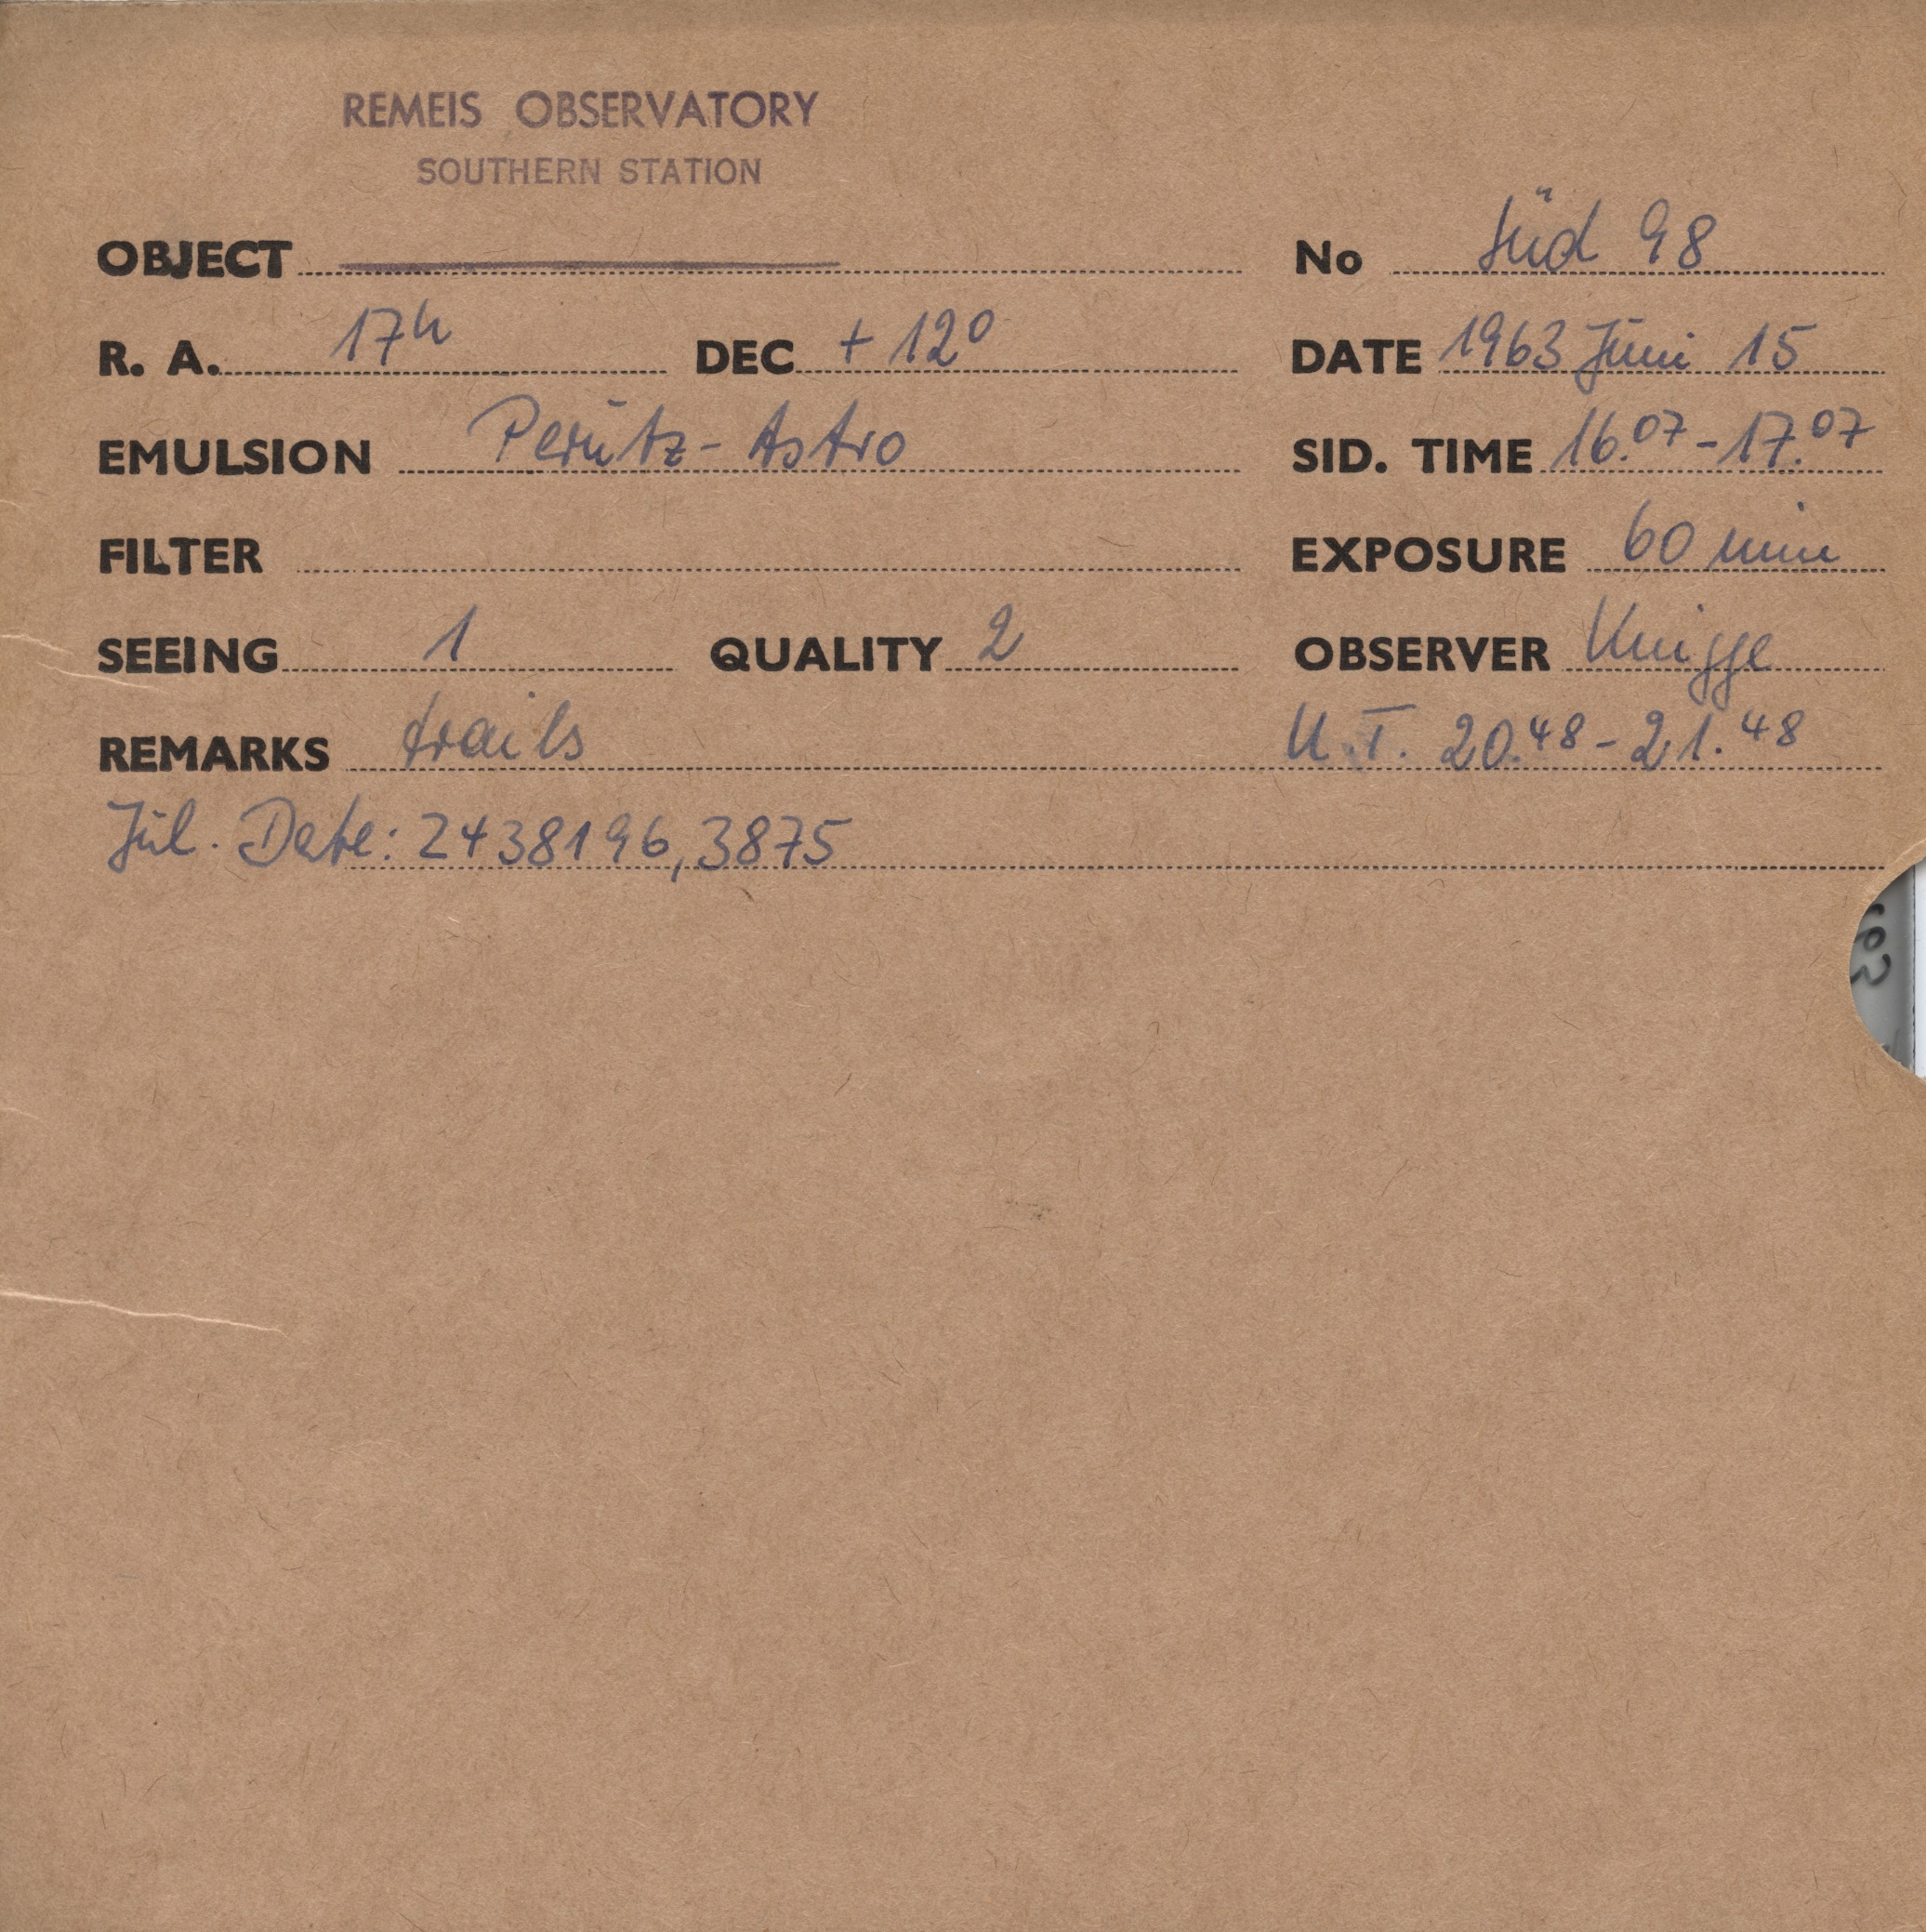 REMEIS OBSERVATORY
SOUTHERN STATION
OBJECT No Süd 98
R. A. 17h DEC + 12° DATE 1963 Juni 15
EMULSION Perutz-Astro SID. TIME 16.07-17.07
FILTER EXPOSURE 60 min
SEEING 1 QUALITY 2 OBSERVER Knigge
REMARKS trails U.T. 20.48-21.48
Jul. Date: 2438196,3875